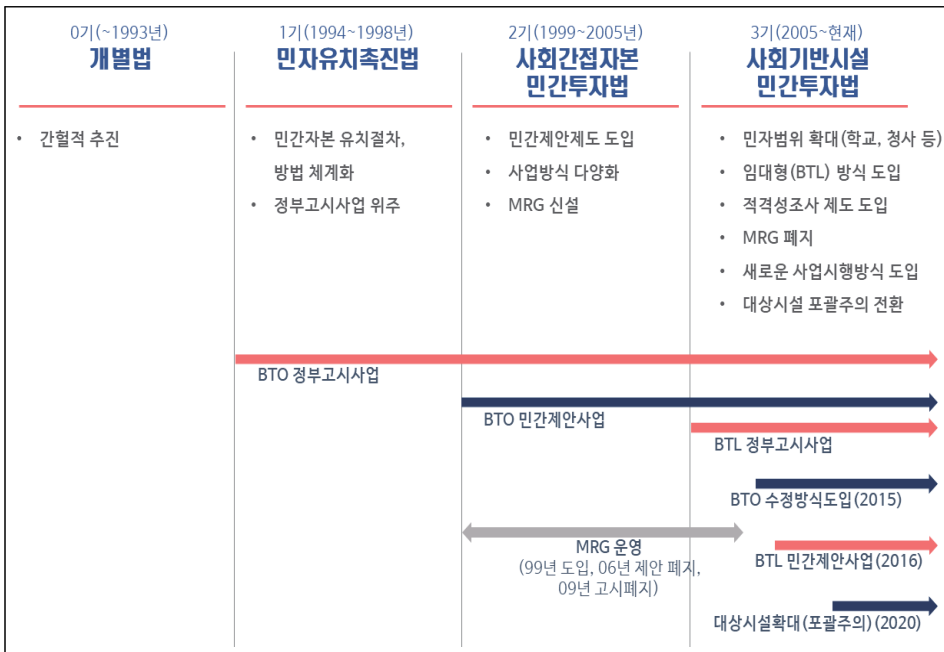 0기(~1993년)
개별법
• 간헐적 추진
1기(1994~1998년)
민자유치촉진법
• 민간자본 유치절차,
방법 체계화
• 정부고시사업 위주
2기(1999~2005년)
사회간접자본
민간투자법
• 민간제안제도 도입
• 사업방식 다양화
• MRG 신설
3기(2005~현재)
사회기반시설
민간투자법
• 민자범위 확대(학교, 청사 등)
• 임대형(BTL) 방식 도입
• 적격성조사 제도 도입
• MRG 폐지
• 새로운 사업시행방식 도입
• 대상시설 포괄주의 전환
BTO 정부고시사업
BTO 민간제안사업
BTL 정부고시사업
BTO 수정방식도입(2015)
MRG 운영
(99년 도입, 06년 제안 폐지,
09년 고시폐지)
BTL 민간제안사업(2016)
대상시설확대(포괄주의)(2020)